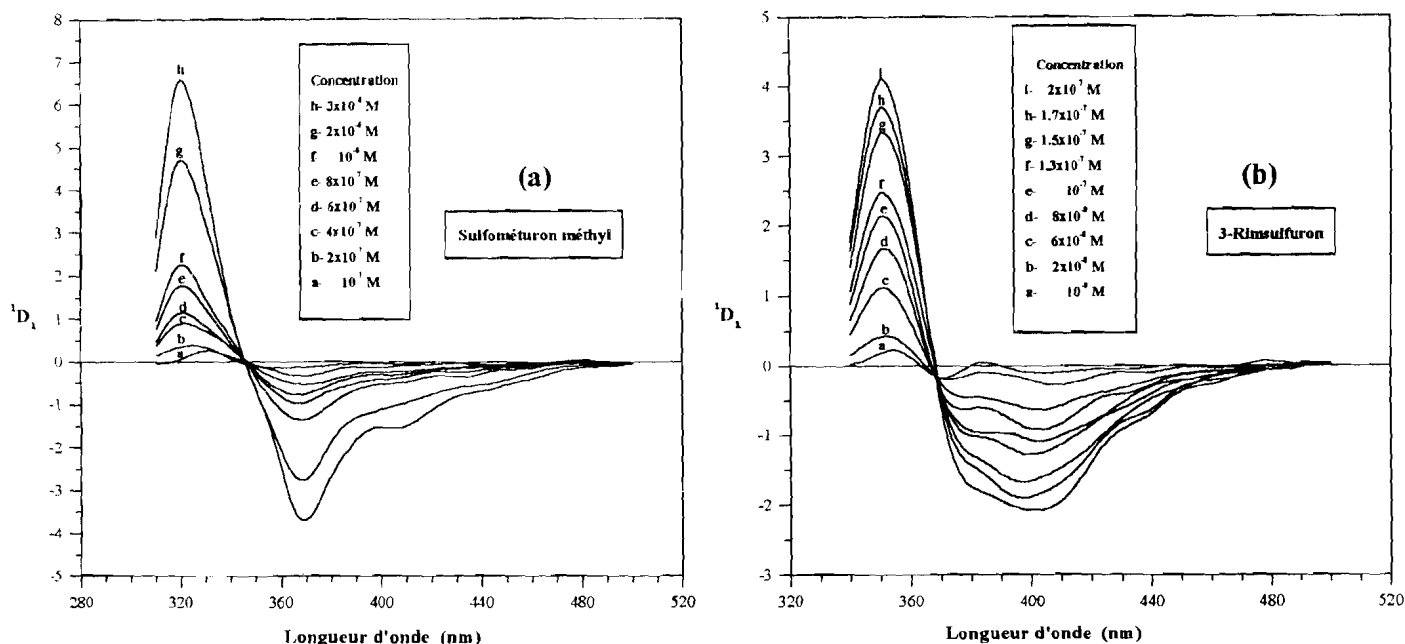 8
7
6
5
4
3
2
1
0
-1
-2
-3
-4
-5
¹D₁
280 320 360 400 440 480 520
Longueur d'onde (nm)
h
g
f
e
d
c
b
a
Concentration
h- 3x10⁻⁶ M
g- 2x10⁻⁶ M
f 10⁻⁶ M
e- 8x10⁻⁷ M
d- 6x10⁻⁷ M
c- 4x10⁻⁷ M
b- 2x10⁻⁷ M
a- 10⁻⁷ M
(a)
Sulfométuron méthyl
5
4
3
2
1
0
-1
-2
-3
¹D₁
320 360 400 440 480 520
Longueur d'onde (nm)
i
h
g
f
e
d
c
b
a
Concentration
i- 2x10⁻⁷ M
h- 1.7x10⁻⁷ M
g- 1.5x10⁻⁷ M
f- 1.3x10⁻⁷ M
e- 10⁻⁷ M
d- 8x10⁻⁸ M
c- 6x10⁻⁸ M
b- 2x10⁻⁸ M
a- 10⁻⁸ M
(b)
3-Rimsulfuron